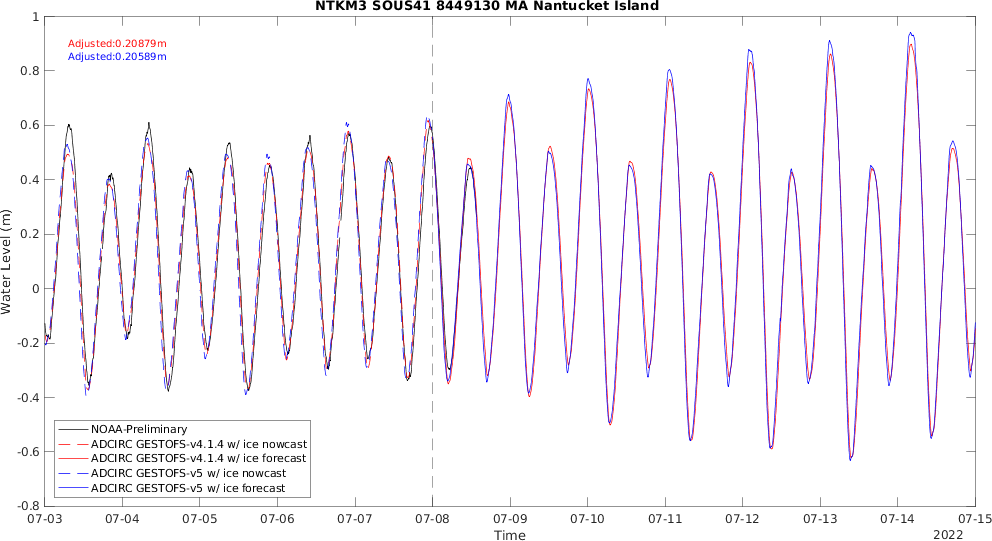 NTKM3 SOUS41 8449130 MA Nantucket Island
1
Adjusted:0.20879m
Adjusted:0.20589m
0.8
0.6
0.4
0.2
0
-0.2
-0.4
-0.6
-0.8
Water Level (m)
NOAA-Preliminary
ADCIRC GESTOFS-v4.1.4 w/ ice nowcast
ADCIRC GESTOFS-v4.1.4 w/ ice forecast
ADCIRC GESTOFS-v5 w/ ice nowcast
ADCIRC GESTOFS-v5 w/ ice forecast
07-03 07-04 07-05 07-06 07-07 07-08 07-09 07-10 07-11 07-12 07-13 07-14 07-15
Time
2022